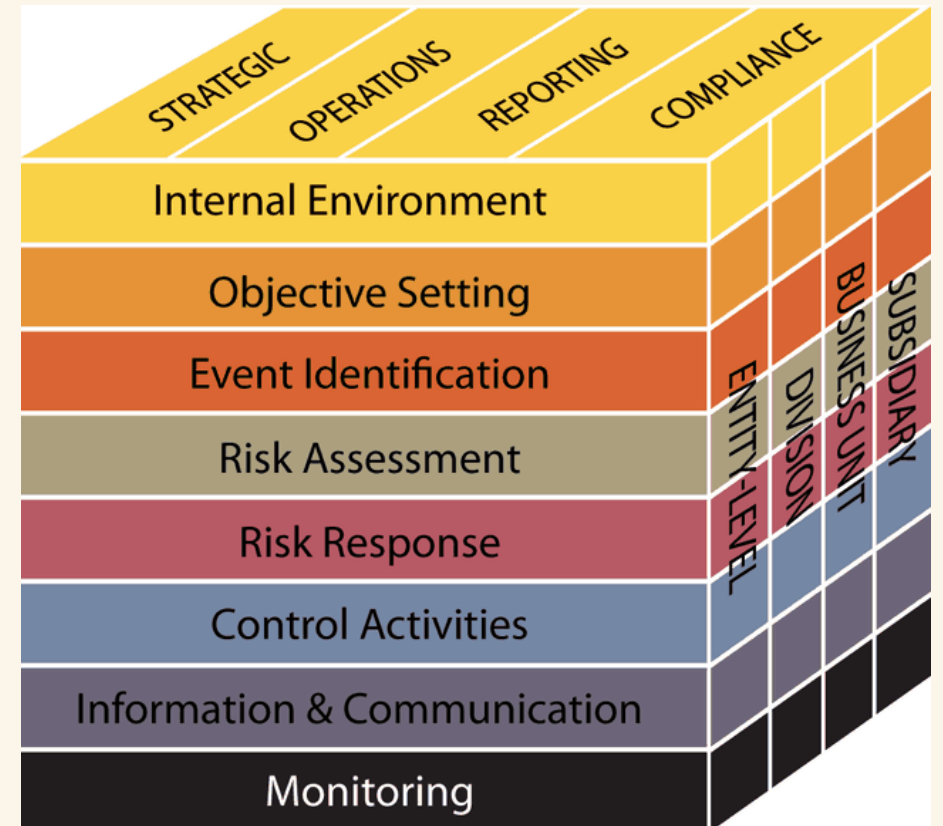 STRATEGIC
OPERATIONS
REPORTING
COMPLIANCE
Internal Environment
Objective Setting
Event Identification
Risk Assessment
Risk Response
Control Activities
Information & Communication
Monitoring
ENTITY-LEVEL
DIVISION
BUSINESS UNIT
SUBSIDIARY